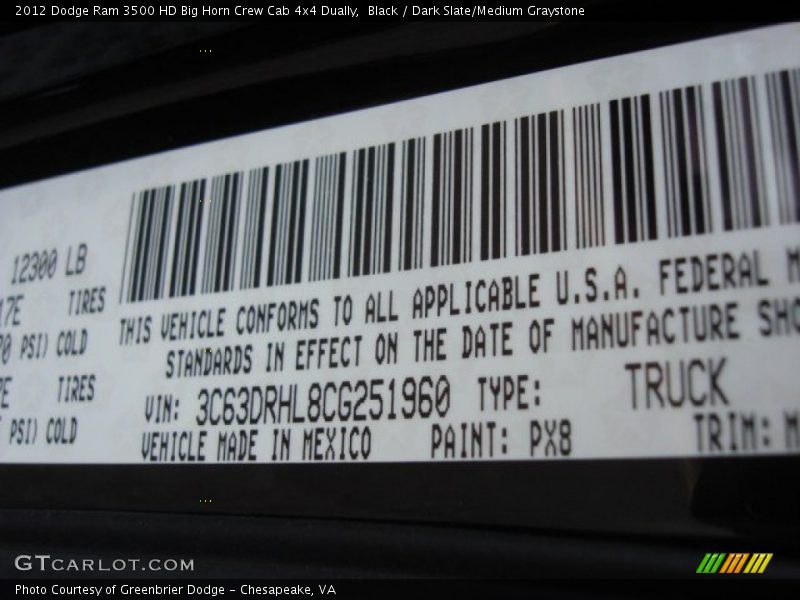 2012 Dodge Ram 3500 HD Big Horn Crew Cab 4x4 Dually,  Black / Dark Slate/Medium Graystone
12300 LB
17E TIRES
PSI) COLD
TIRES
PSI) COLD
THIS VEHICLE CONFORMS TO ALL APPLICABLE U.S.A. FEDERAL M
STANDARDS IN EFFECT ON THE DATE OF MANUFACTURE SHO
VIN: 3C63DRHL8CG251960 TYPE: TRUCK
VEHICLE MADE IN MEXICO PAINT: PX8 TRIM: M
GTCARLOT.COM
Photo Courtesy of Greenbrier Dodge - Chesapeake, VA